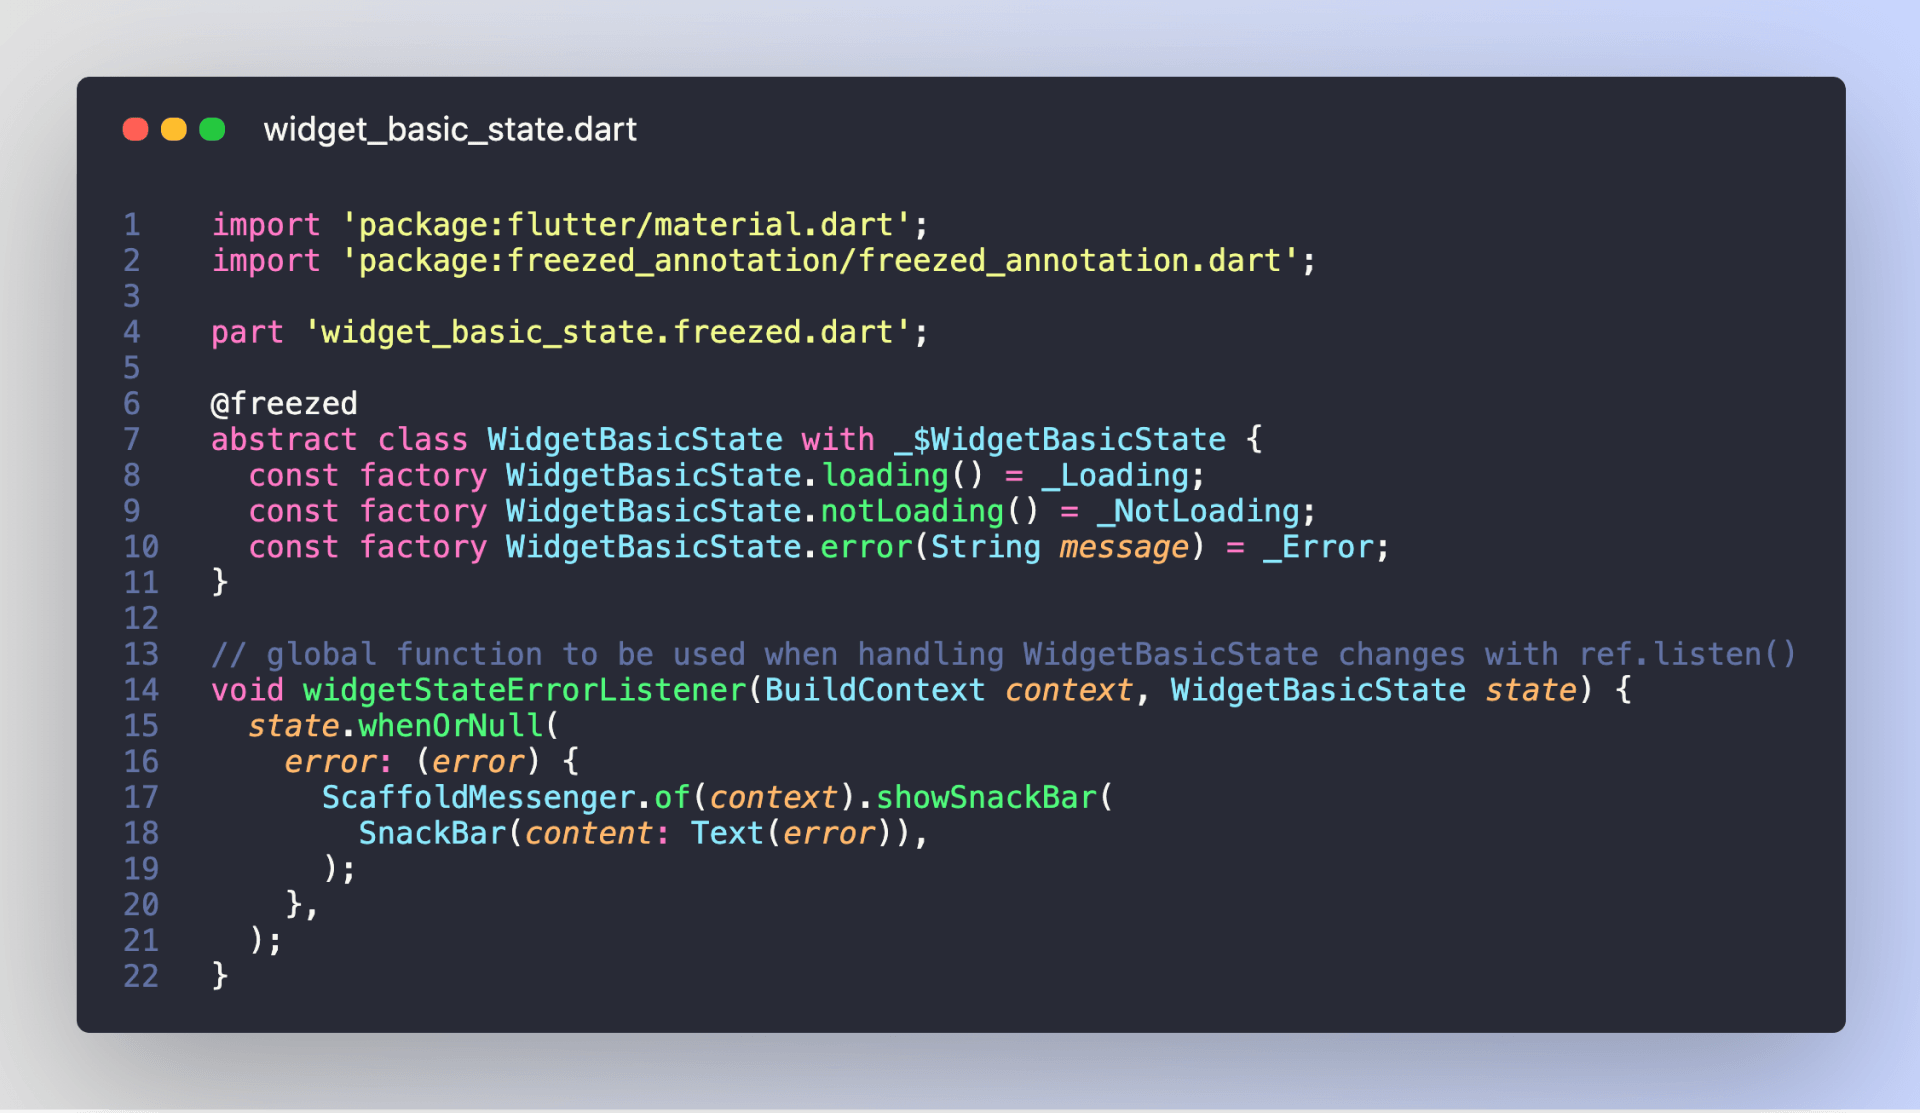 widget_basic_state.dart
1 import 'package:flutter/material.dart';
2 import 'package:freezed_annotation/freezed_annotation.dart';
3
4 part 'widget_basic_state.freezed.dart';
5
6 @freezed
7 abstract class WidgetBasicState with _$WidgetBasicState {
8   const factory WidgetBasicState.loading() = _Loading;
9   const factory WidgetBasicState.notLoading() = _NotLoading;
10   const factory WidgetBasicState.error(String message) = _Error;
11 }
12
13 // global function to be used when handling WidgetBasicState changes with ref.listen()
14 void widgetStateErrorListener(BuildContext context, WidgetBasicState state) {
15   state.whenOrNull(
16     error: (error) {
17       ScaffoldMessenger.of(context).showSnackBar(
18         SnackBar(content: Text(error)),
19       );
20     },
21   );
22 }